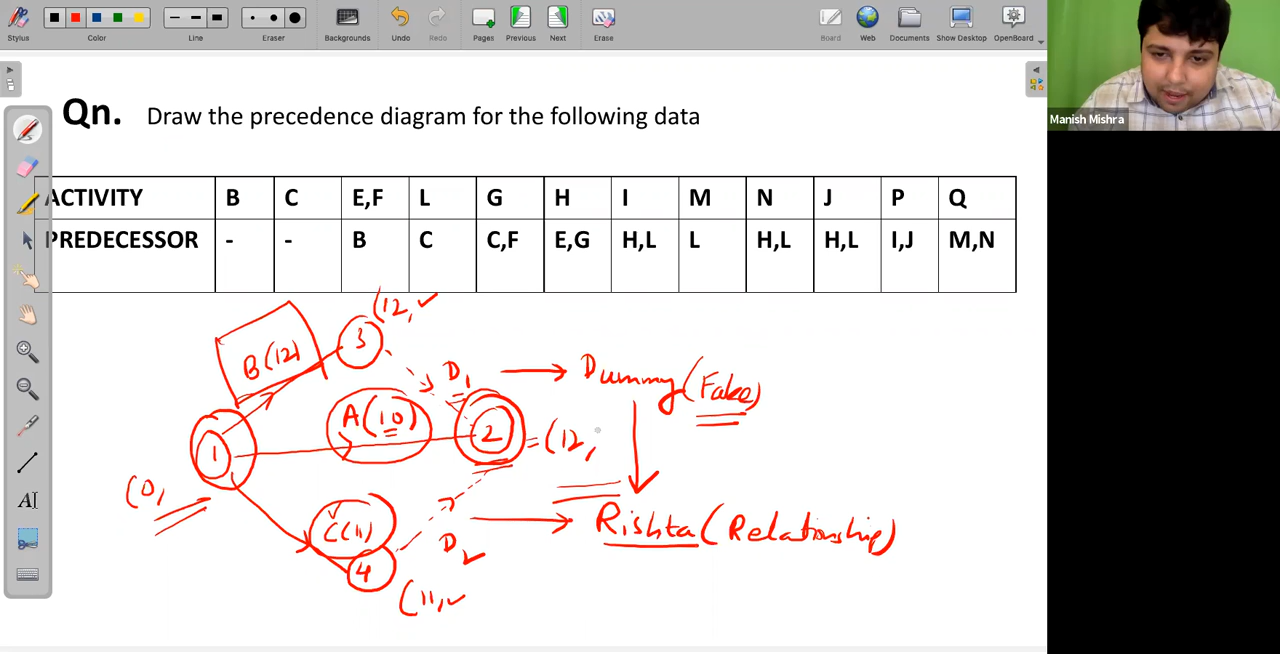 Stylus Color Line Eraser Backgrounds Undo Redo Pages Previous Next Erase Board Web Documents Show Desktop OpenBoard
Manish Mishra
Qn. Draw the precedence diagram for the following data
ACTIVITY B C E,F L G H I M N J P Q
PREDECESSOR - - B C C,F E,G H,L L H,L H,L I,J M,N
3 (12,
B(12)
D1 Dummy (Fake)
A(10)
1 2 =(12,
(0,
C(11) Rishta (Relationship)
D2
4
(11,
AI